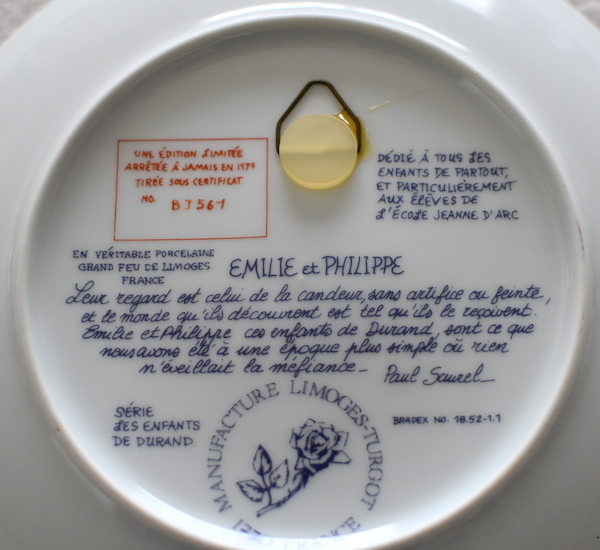 UNE ÉDITION LIMITÉE
ARRÊTÉE À JAMAIS EN 1979
TIRÉE SOUS CERTIFICAT
NO. BJ561
DÉDIÉ À TOUS LES
ENFANTS DE PARTOUT,
ET PARTICULIÈREMENT
AUX ÉLÈVES DE
L'ÉCOLE JEANNE D'ARC
EN VÉRITABLE PORCELAINE
GRAND FEU DE LIMOGES
FRANCE
EMILIE et PHILIPPE
Leur regard est celui de la candeur, sans artifice ou feinte,
et le monde qu'ils découvrent est tel qu'ils le reçoivent.
Emilie et Philippe ces enfants de Durand, sont ce que
nous avons été à une époque plus simple où rien
n'éveillait la méfiance_
Paul Saurel_
SÉRIE
LES ENFANTS
DE DURAND
BRADEX NO. 18.52-1.1
MANUFACTURE LIMOGES-TURGOT
FRANCE